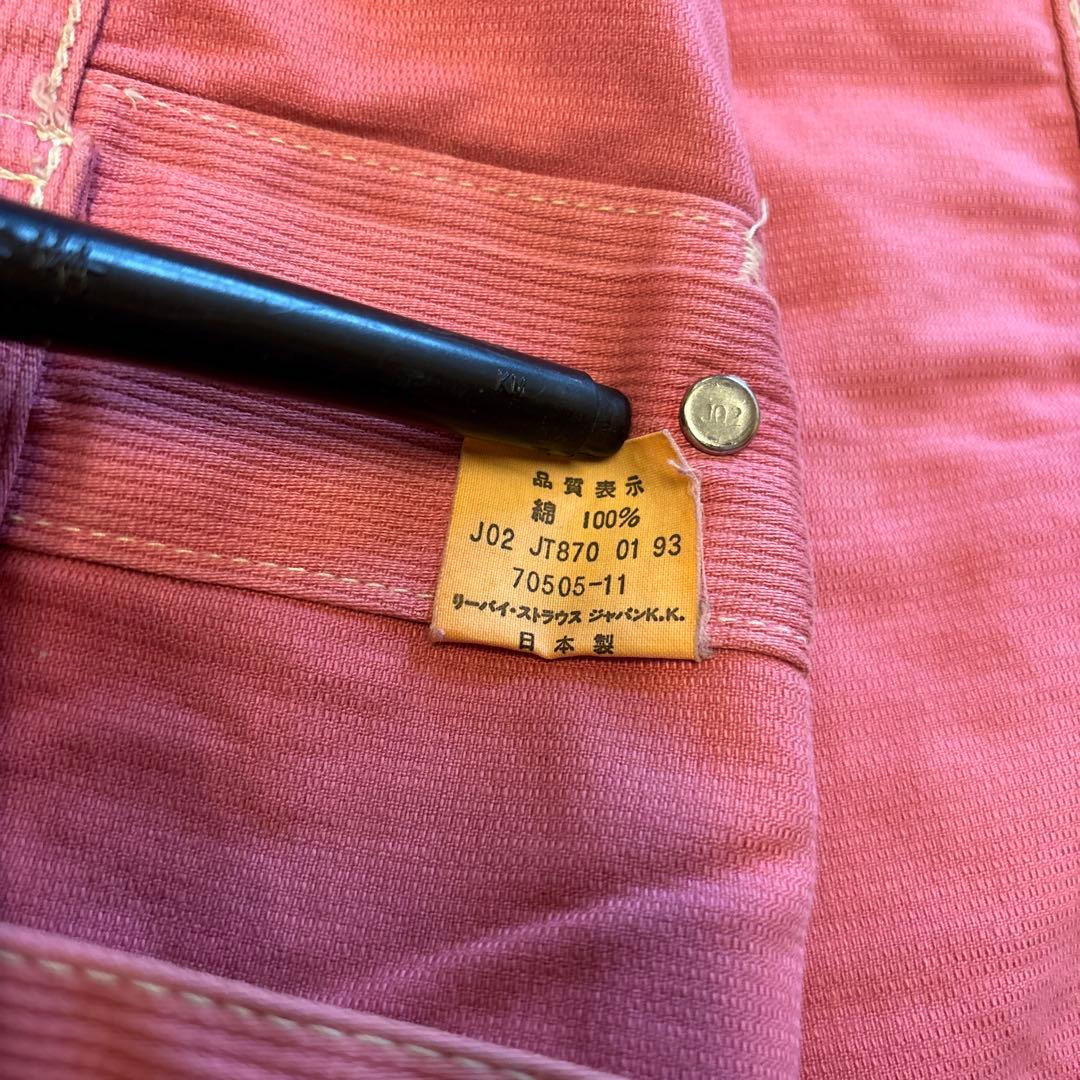 J02
品質表示
綿 100%
J02 JT870 01 93
70505-11
リーバイ・ストラウス ジャパンK.K.
日本製